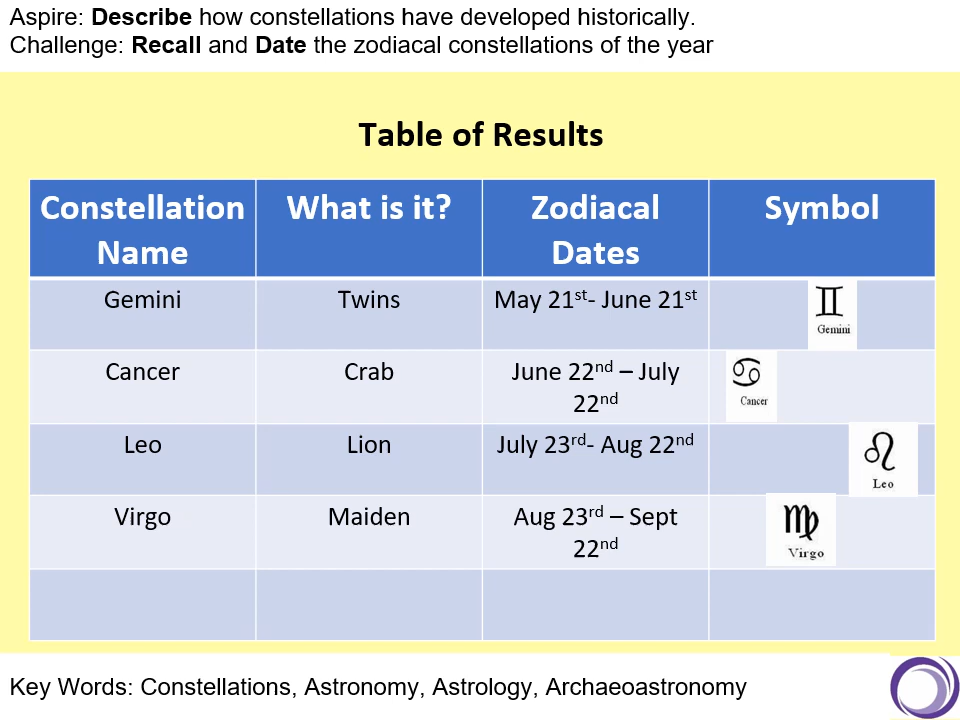 Aspire: Describe how constellations have developed historically.
Challenge: Recall and Date the zodiacal constellations of the year
Table of Results
Constellation Name
What is it?
Zodiacal Dates
Symbol
Gemini
Twins
May 21st- June 21st
Gemini
Cancer
Crab
June 22nd – July 22nd
Cancer
Leo
Lion
July 23rd- Aug 22nd
Leo
Virgo
Maiden
Aug 23rd – Sept 22nd
Virgo
Key Words: Constellations, Astronomy, Astrology, Archaeoastronomy